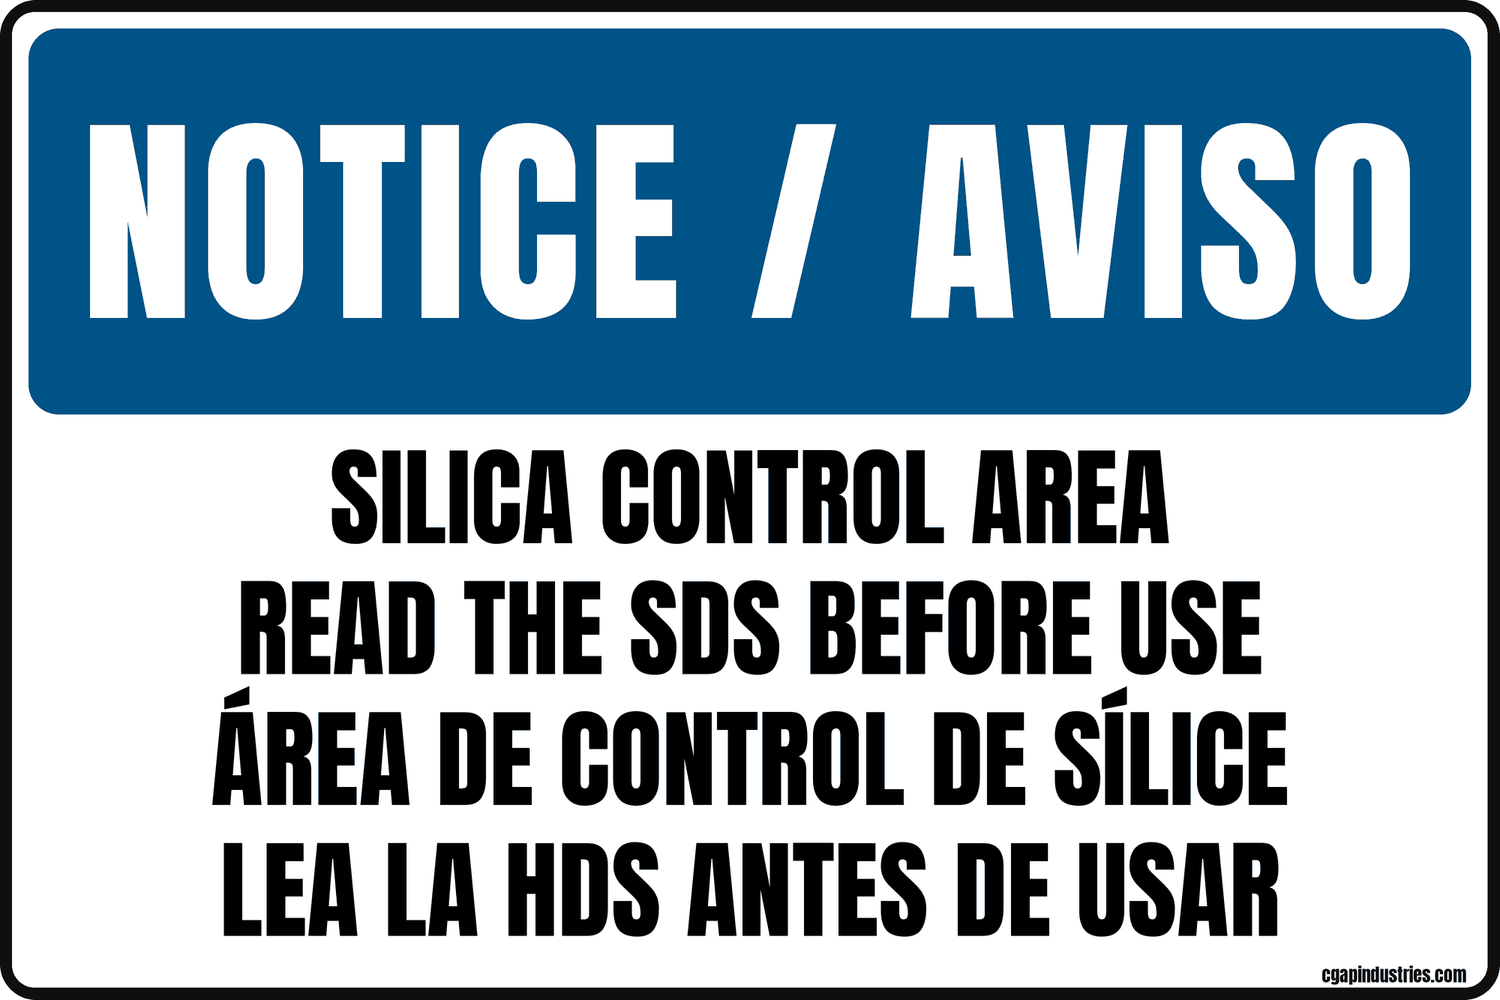 NOTICE / AVISO
SILICA CONTROL AREA
READ THE SDS BEFORE USE
ÁREA DE CONTROL DE SÍLICE
LEA LA HDS ANTES DE USAR
cgapindustries.com